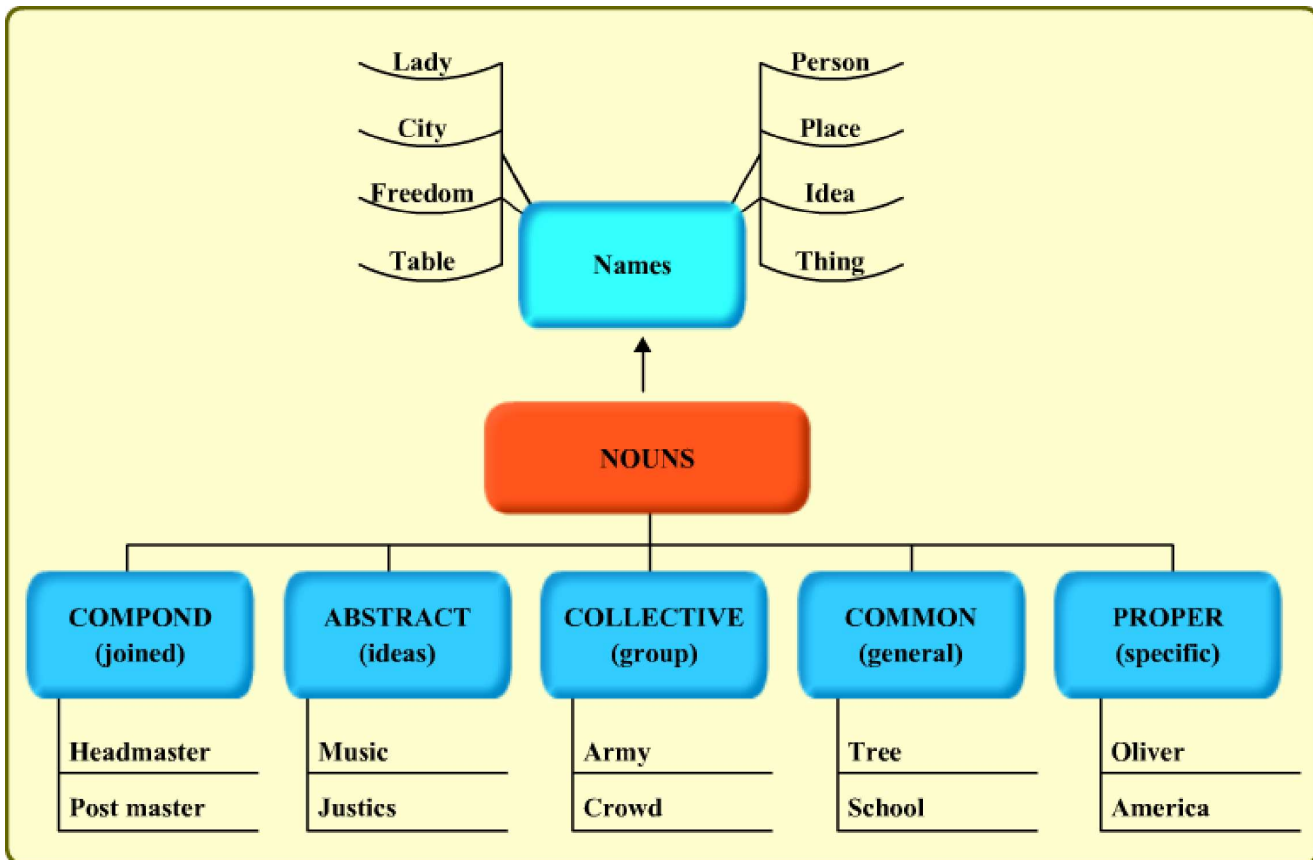 Lady
City
Freedom
Table
Person
Place
Idea
Thing
Names
NOUNS
COMPOND
(joined)
Headmaster
Post master
ABSTRACT
(ideas)
Music
Justics
COLLECTIVE
(group)
Army
Crowd
COMMON
(general)
Tree
School
PROPER
(specific)
Oliver
America